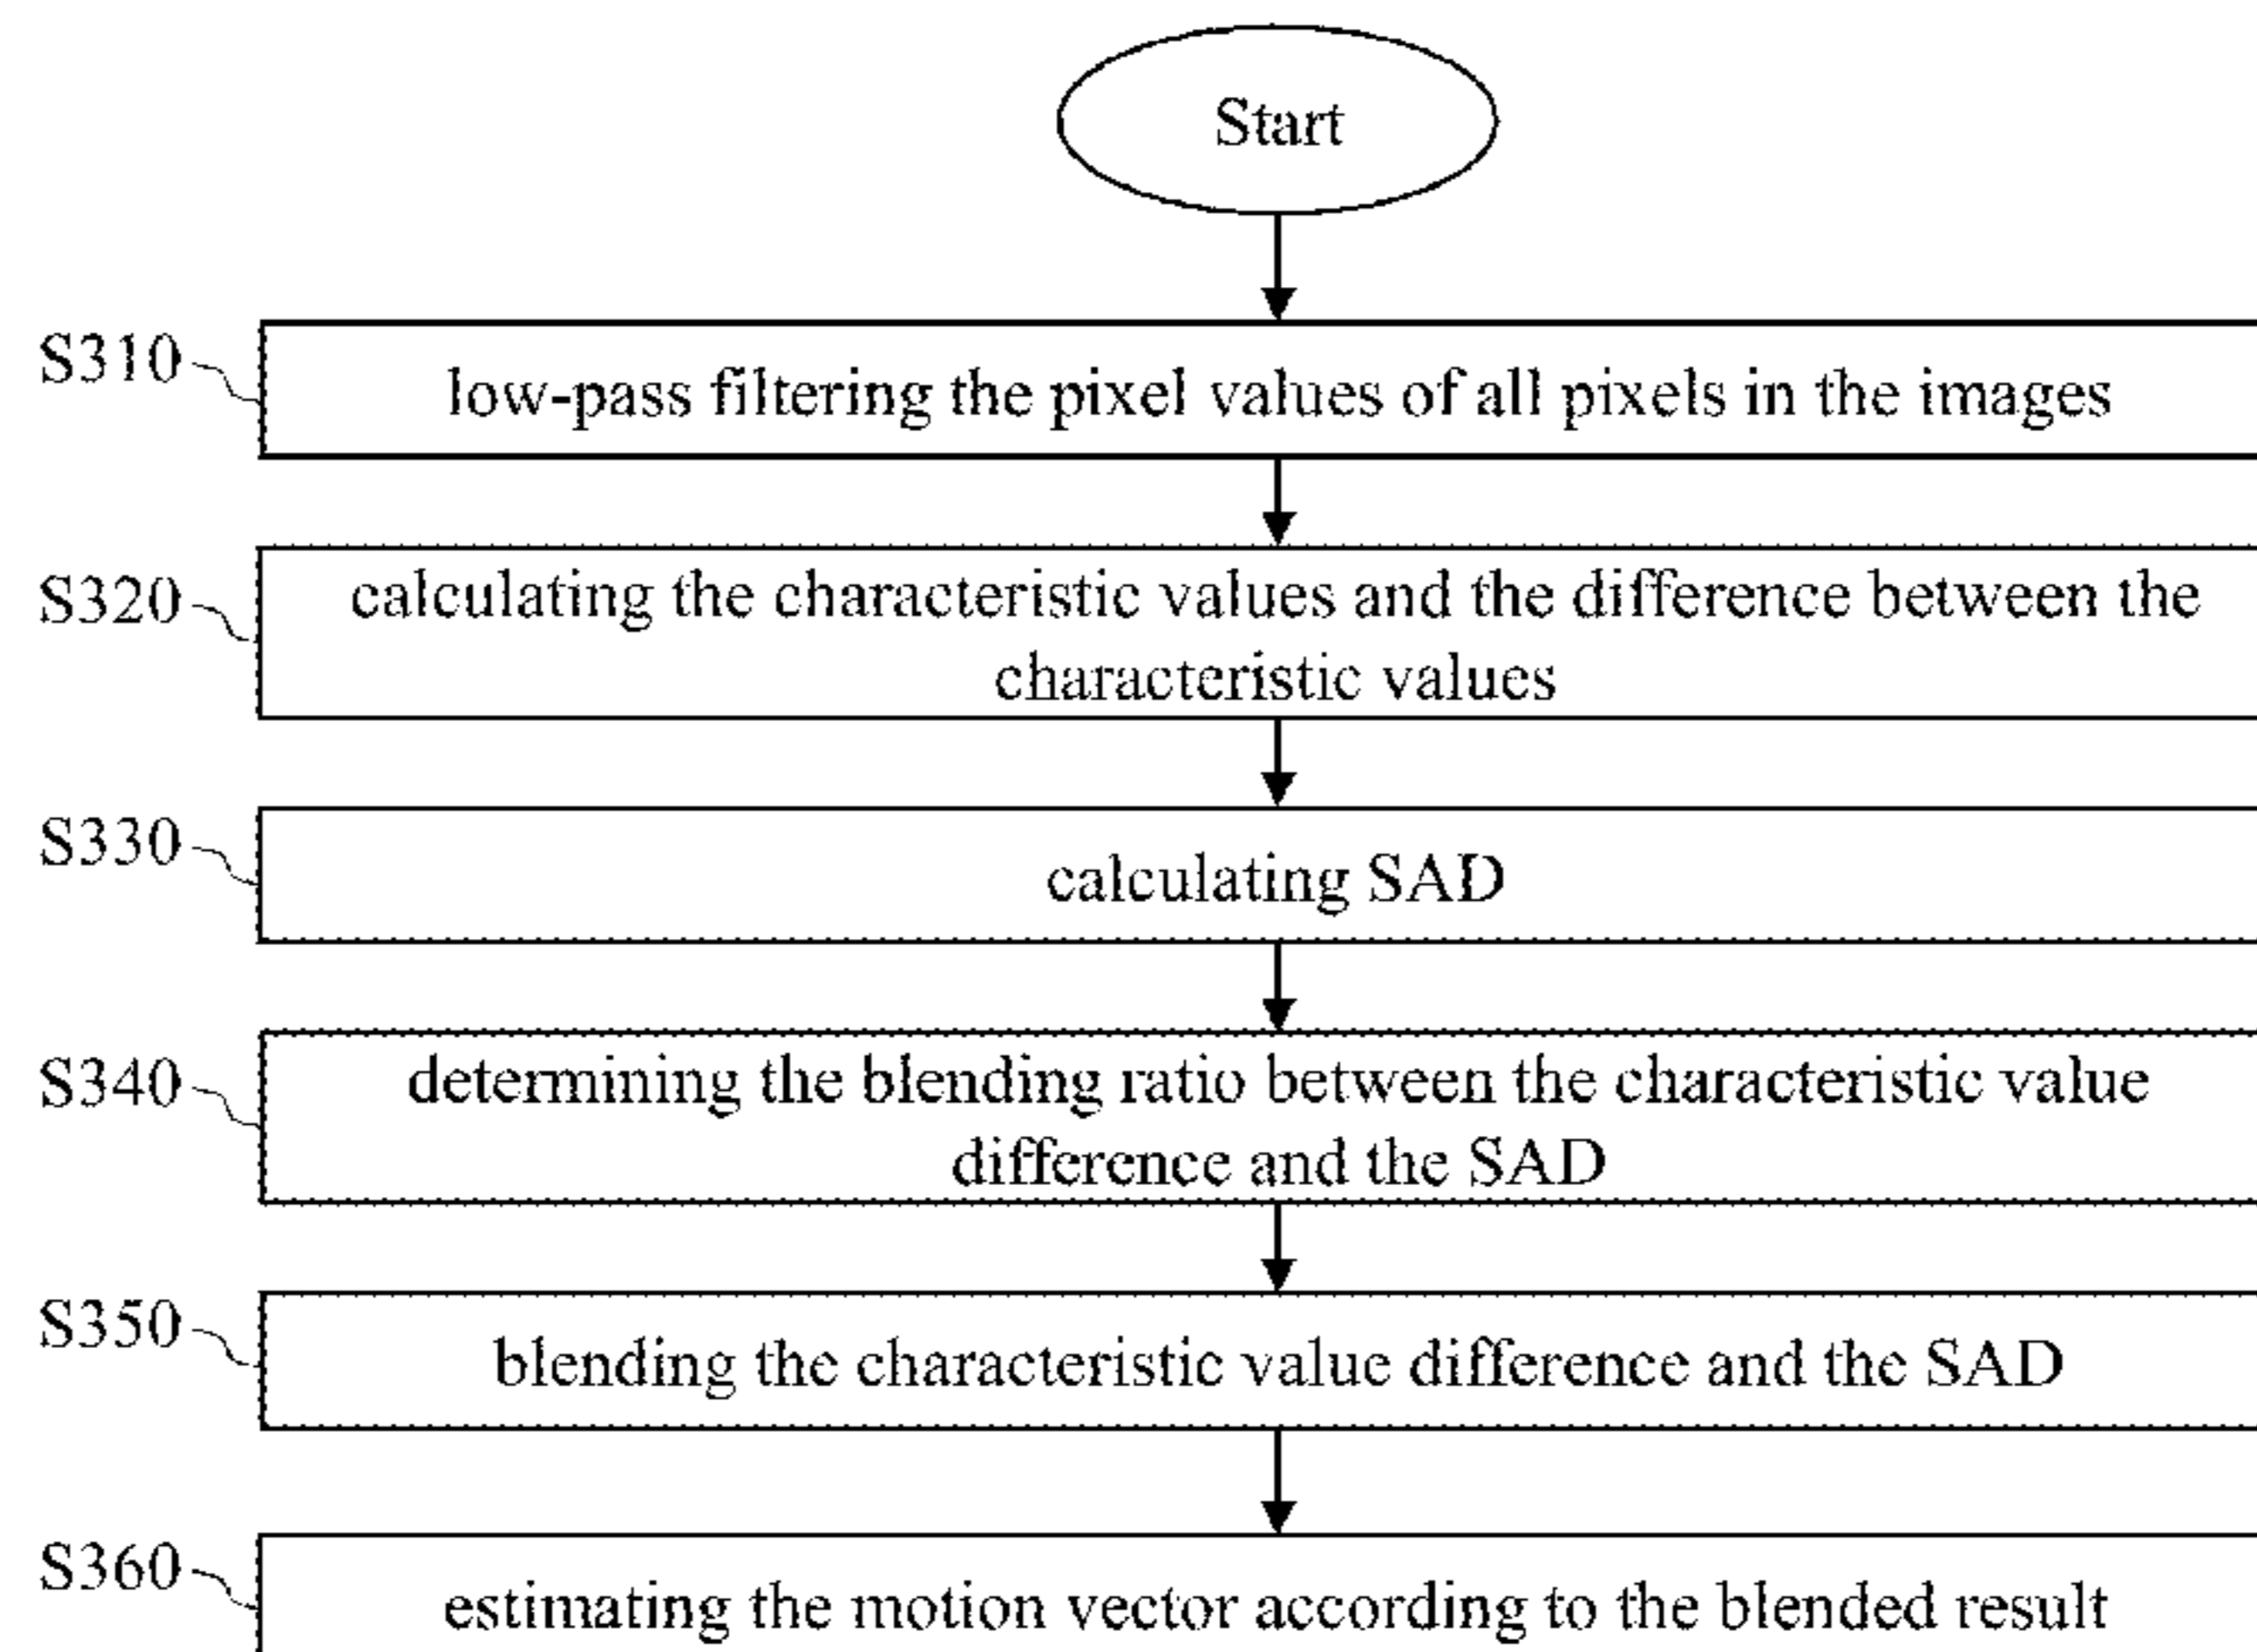 Start
S310
low-pass filtering the pixel values of all pixels in the images
S320
calculating the characteristic values and the difference between the
characteristic values
S330
calculating SAD
S340
determining the blending ratio between the characteristic value
difference and the SAD
S350
blending the characteristic value difference and the SAD
S360
estimating the motion vector according to the blended result